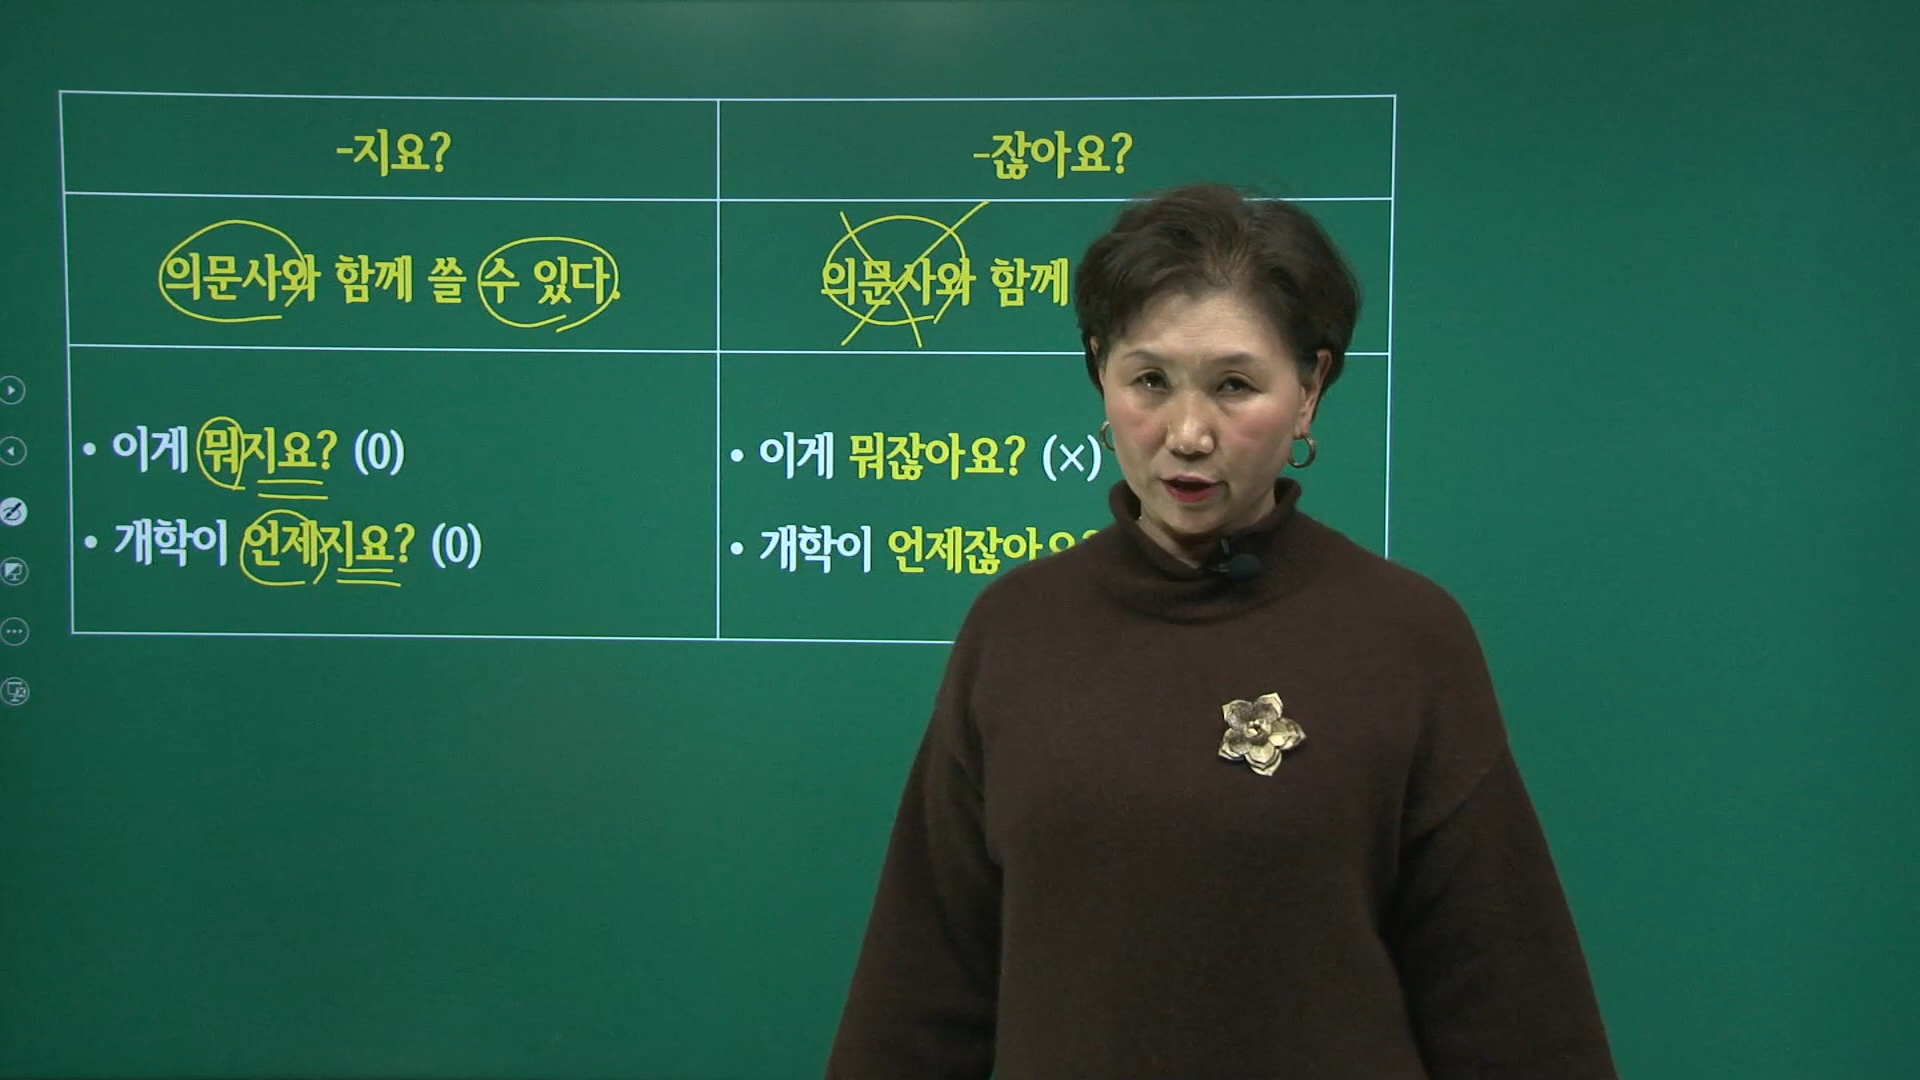 -지요?
-잖아요?
의문사와 함께 쓸 수 있다.
의문사와 함께
• 이게 뭐지요? (0)
• 개학이 언제지요? (0)
• 이게 뭐잖아요? (×)
• 개학이 언제잖아요?